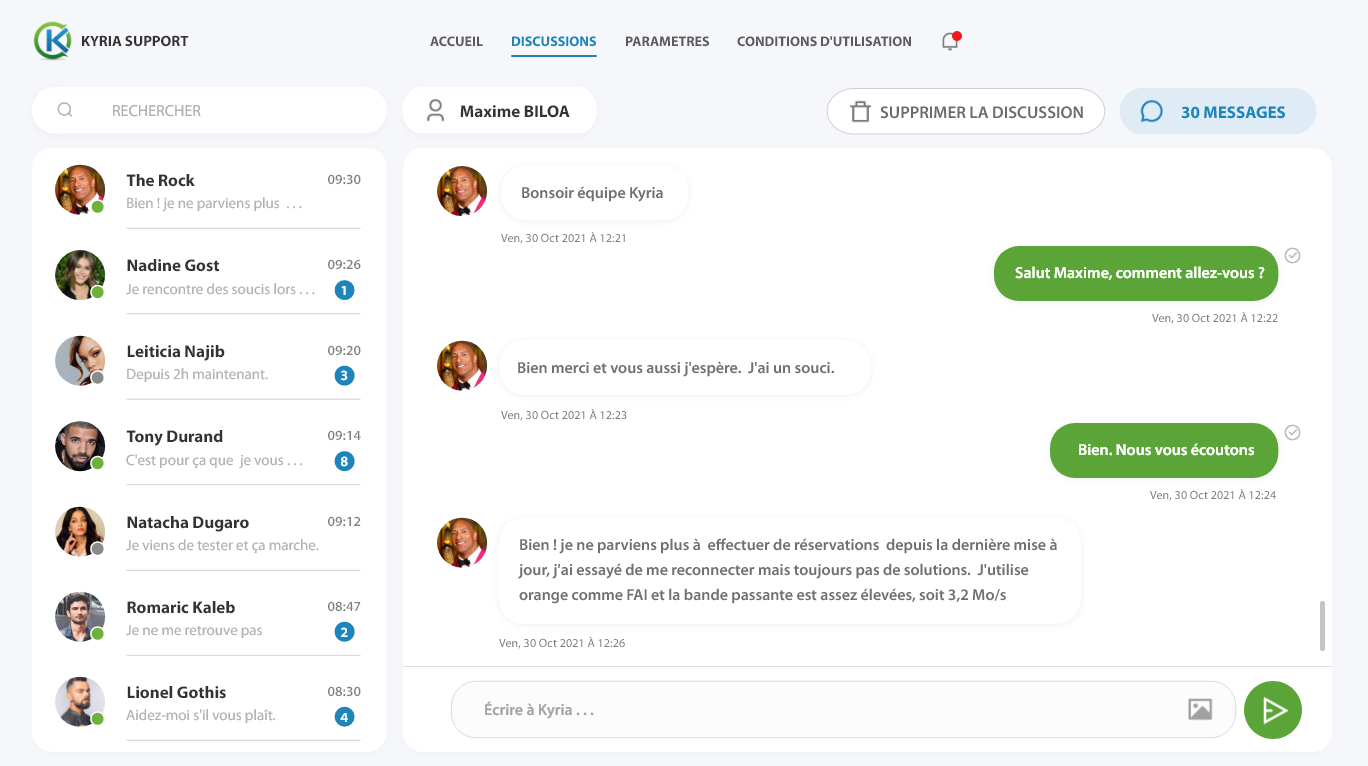 KYRIA SUPPORT
ACCUEIL
DISCUSSIONS
PARAMETRES
CONDITIONS D'UTILISATION
RECHERCHER
Maxime BILOA
SUPPRIMER LA DISCUSSION
30 MESSAGES
The Rock
09:30
Bien ! je ne parviens plus ...
Nadine Gost
09:26
Je rencontre des soucis lors ...
1
Leiticia Najib
09:20
Depuis 2h maintenant.
3
Tony Durand
09:14
C'est pour ça que je vous ...
8
Natacha Dugaro
09:12
Je viens de tester et ça marche.
Romaric Kaleb
08:47
Je ne me retrouve pas
2
Lionel Gothis
08:30
Aidez-moi s'il vous plaît.
4
Bonsoir équipe Kyria
Ven, 30 Oct 2021 À 12:21
Salut Maxime, comment allez-vous ?
Ven, 30 Oct 2021 À 12:22
Bien merci et vous aussi j'espère. J'ai un souci.
Ven, 30 Oct 2021 À 12:23
Bien. Nous vous écoutons
Ven, 30 Oct 2021 À 12:24
Bien ! je ne parviens plus à effectuer de réservations depuis la dernière mise à
jour, j'ai essayé de me reconnecter mais toujours pas de solutions. J'utilise
orange comme FAI et la bande passante est assez élevées, soit 3,2 Mo/s
Ven, 30 Oct 2021 À 12:26
Écrire à Kyria ...